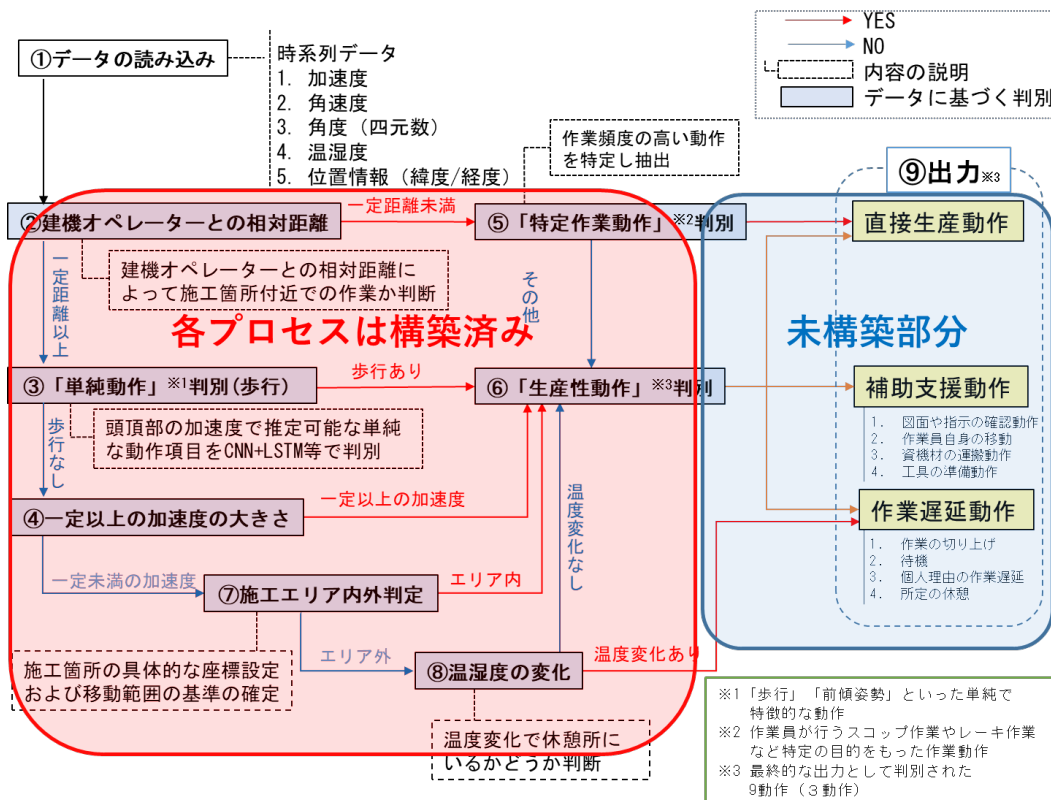 ①データの読み込み
時系列データ
1. 加速度
2. 角速度
3. 角度（四元数）
4. 温湿度
5. 位置情報（緯度/経度）
YES
NO
内容の説明
データに基づく判別
作業頻度の高い動作
を特定し抽出
⑨出力※3
②建機オペレーターとの相対距離
一定距離未満
⑤「特定作業動作」※2判別
直接生産動作
建機オペレーターとの相対距離に
よって施工箇所付近での作業か判断
一定距離以上
その他
各プロセスは構築済み
未構築部分
③「単純動作」※1判別(歩行)
歩行あり
⑥「生産性動作」※3判別
補助支援動作
1. 図面や指示の確認動作
2. 作業員自身の移動
3. 資機材の運搬動作
4. 工具の準備動作
頭頂部の加速度で推定可能な単純
な動作項目をCNN+LSTM等で判別
歩行なし
④一定以上の加速度の大きさ
一定以上の加速度
温度変化なし
作業遅延動作
1. 作業の切り上げ
2. 待機
3. 個人理由の作業遅延
4. 所定の休憩
一定未満の加速度
⑦施工エリア内外判定
エリア内
エリア外
⑧温湿度の変化
温度変化あり
施工箇所の具体的な座標設定
および移動範囲の基準の確定
温度変化で休憩所に
いるかどうか判断
※1「歩行」「前傾姿勢」といった単純で
特徴的な動作
※2 作業員が行うスコップ作業やレーキ作業
など特定の目的をもった作業動作
※3 最終的な出力として判別された
9動作（３動作）